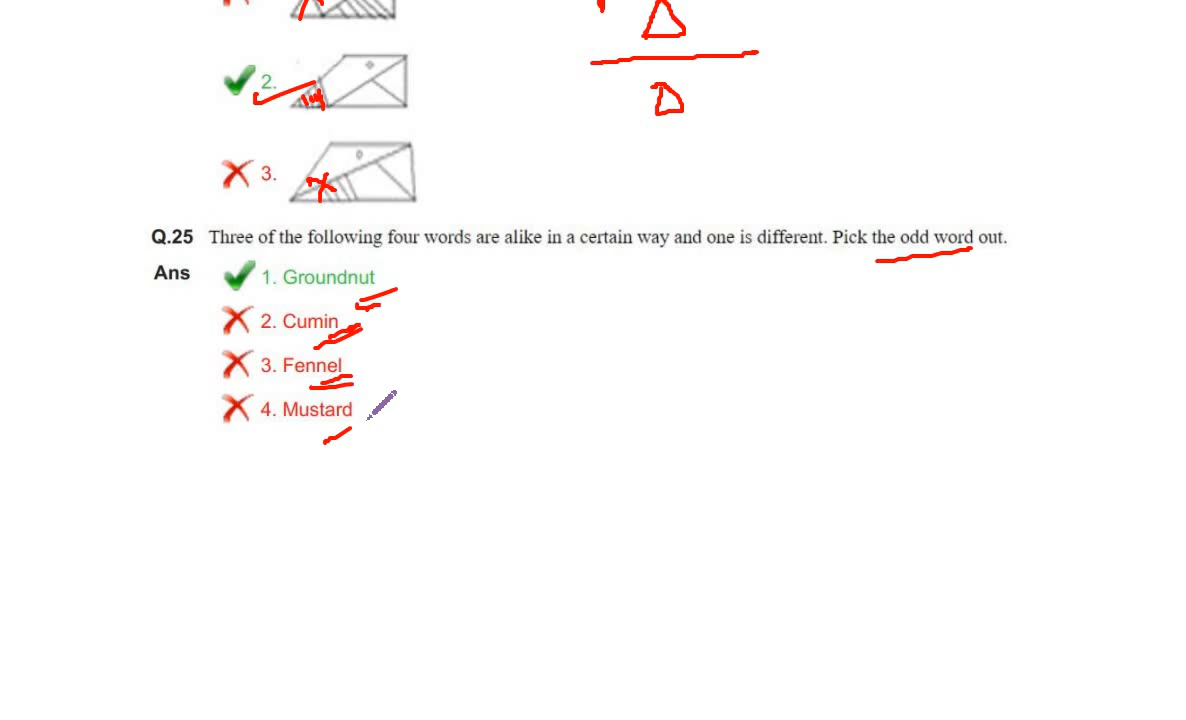 2.
3.
Q.25 Three of the following four words are alike in a certain way and one is different. Pick the odd word out.
Ans 1. Groundnut
2. Cumin
3. Fennel
4. Mustard